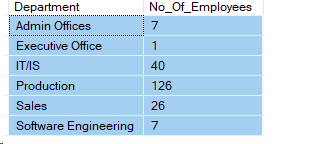 Department No_Of_Employees
Admin Offices 7
Executive Office 1
IT/IS 40
Production 126
Sales 26
Software Engineering 7